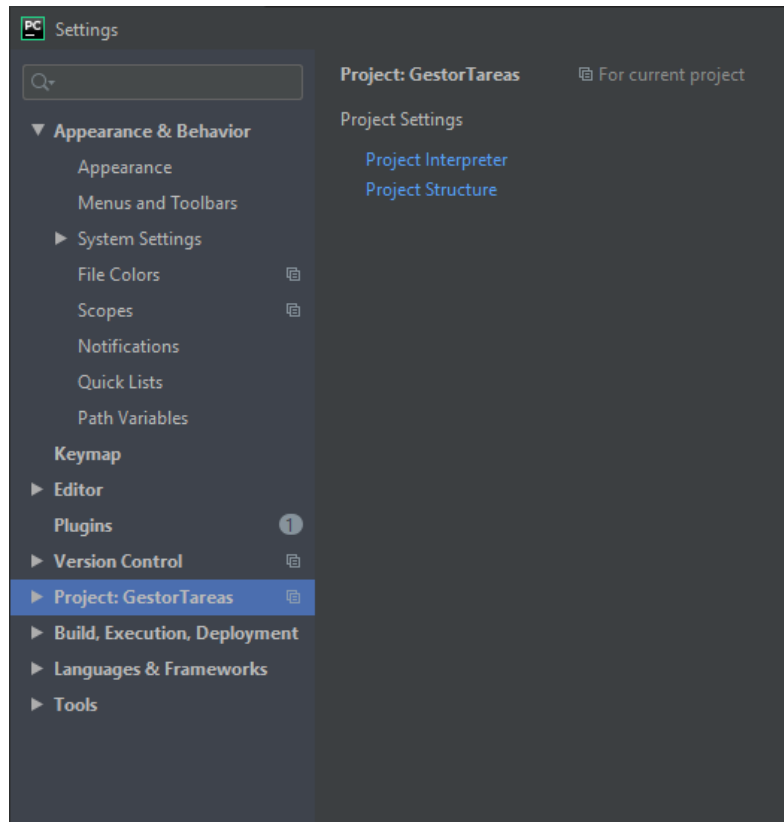 PC
Settings
Appearance & Behavior
Appearance
Menus and Toolbars
System Settings
File Colors
Scopes
Notifications
Quick Lists
Path Variables
Keymap
Editor
Plugins 1
Version Control
Project: GestorTareas
Build, Execution, Deployment
Languages & Frameworks
Tools
Project: GestorTareas For current project
Project Settings
Project Interpreter
Project Structure